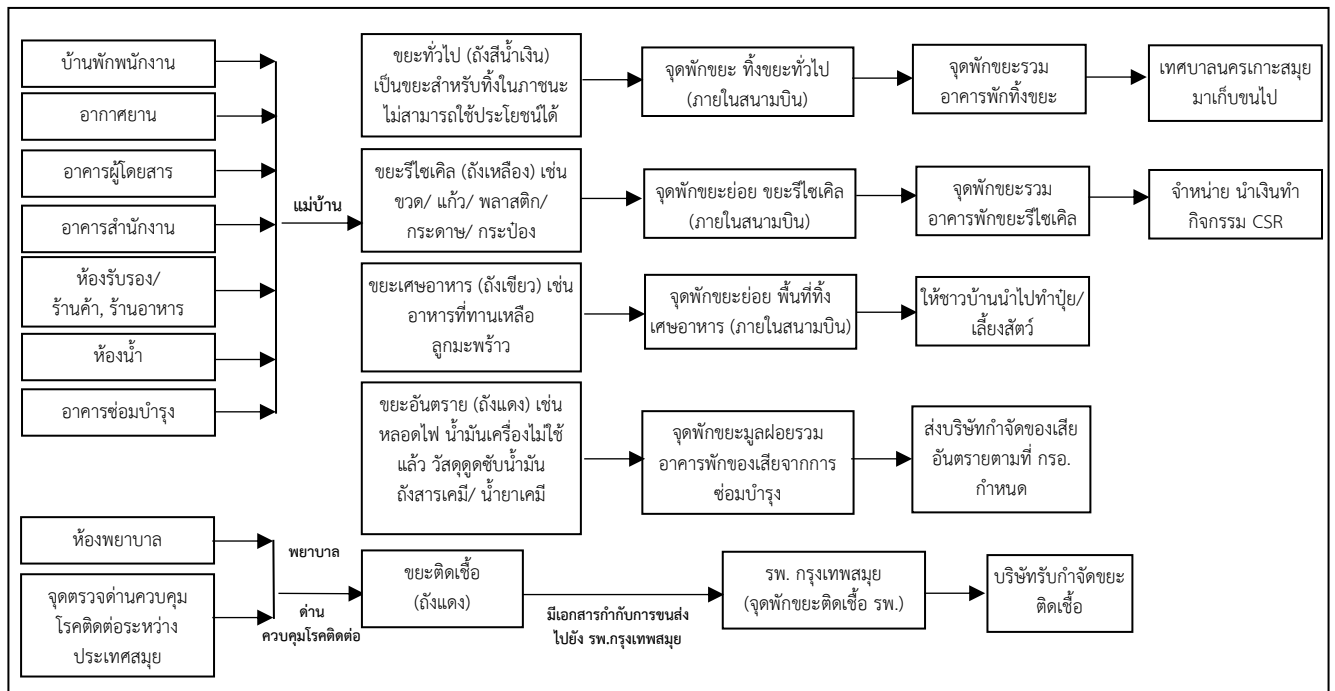 บ้านพักพนักงาน
อากาศยาน
อาคารผู้โดยสาร
อาคารสำนักงาน
ห้องรับรอง/
ร้านค้า, ร้านอาหาร
ห้องน้ำ
อาคารซ่อมบำรุง
แม่บ้าน
ขยะทั่วไป (ถังสีน้ำเงิน)
เป็นขยะสำหรับทิ้งในภาชนะ
ไม่สามารถใช้ประโยชน์ได้
จุดพักขยะ ทิ้งขยะทั่วไป
(ภายในสนามบิน)
จุดพักขยะรวม
อาคารพักทิ้งขยะ
เทศบาลนครเกาะสมุย
มาเก็บขนไป
ขยะรีไซเคิล (ถังเหลือง) เช่น
ขวด/ แก้ว/ พลาสติก/
กระดาษ/ กระป๋อง
จุดพักขยะย่อย ขยะรีไซเคิล
(ภายในสนามบิน)
จุดพักขยะรวม
อาคารพักขยะรีไซเคิล
จำหน่าย นำเงินทำ
กิจกรรม CSR
ขยะเศษอาหาร (ถังเขียว) เช่น
อาหารที่ทานเหลือ
ลูกมะพร้าว
จุดพักขยะย่อย พื้นที่ทิ้ง
เศษอาหาร (ภายในสนามบิน)
ให้ชาวบ้านนำไปทำปุ๋ย/
เลี้ยงสัตว์
ขยะอันตราย (ถังแดง) เช่น
หลอดไฟ น้ำมันเครื่องไม่ใช้
แล้ว วัสดุดูดซับน้ำมัน
ถังสารเคมี/ น้ำยาเคมี
จุดพักขยะมูลฝอยรวม
อาคารพักของเสียจากการ
ซ่อมบำรุง
ส่งบริษัทกำจัดของเสีย
อันตรายตามที่ กรอ.
กำหนด
ห้องพยาบาล
จุดตรวจด่านควบคุม
โรคติดต่อระหว่าง
ประเทศสมุย
พยาบาล
ด่าน
ควบคุมโรคติดต่อ
ขยะติดเชื้อ
(ถังแดง)
มีเอกสารกำกับการขนส่ง
ไปยัง รพ.กรุงเทพสมุย
รพ. กรุงเทพสมุย
(จุดพักขยะติดเชื้อ รพ.)
บริษัทรับกำจัดขยะ
ติดเชื้อ